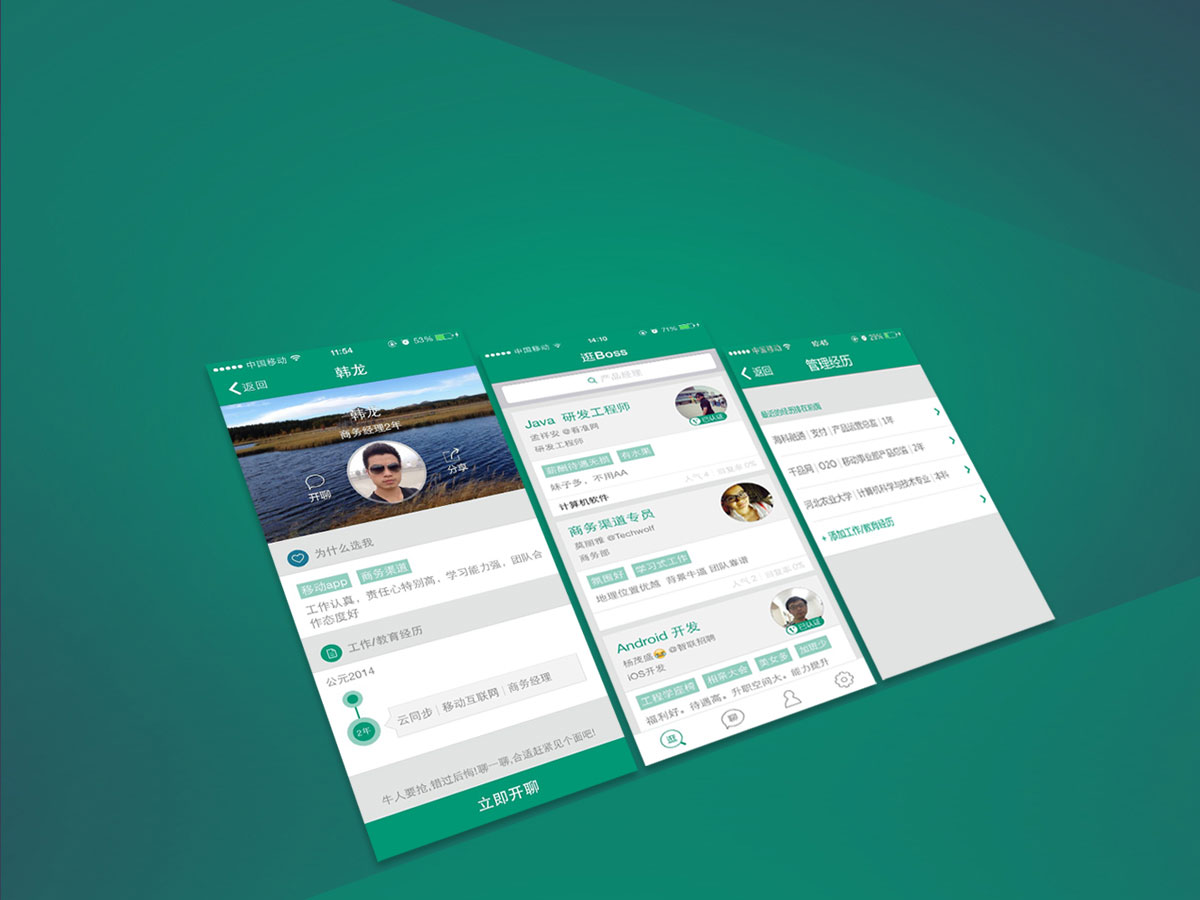 中国移动
11:54
53%
返回
韩龙
韩龙
商务经理2年
开聊
分享
为什么选我
移动app 商务渠道
工作认真，责任心特别高，学习能力强，团队合
作态度好
工作/教育经历
公元2014
2年
云同步 | 移动互联网 | 商务经理
牛人要抢,错过后悔!聊一聊,合适赶紧见个面吧!
立即开聊
中国移动
14:10
71%
逛Boss
产品经理
Java 研发工程师
孟祥安 @看准网
研发工程师
已认证
薪酬待遇无损 有水果
妹子多，不用AA
人气 4 | 回复率 0%
计算机软件
商务渠道专员
莫丽雅 @Techwolf
商务部
氛围好 学习式工作
地理位置优越 背景牛逼 团队靠谱
人气 2 | 回复率 0%
Android 开发
杨茂盛 @智联招聘
iOS开发
已认证
工程学座椅 相亲大会 美女多 加班少
福利好。待遇高。升职空间大。能力提升
逛
聊
中国移动
10:45
29%
返回
管理经历
最近的经历排在前面
海科融通 | 支付 | 产品运营总监 | 1年
千品网 | O2O | 移动事业部产品总监 | 2年
河北农业大学 | 计算机科学与技术专业 | 本科
+ 添加工作/教育经历